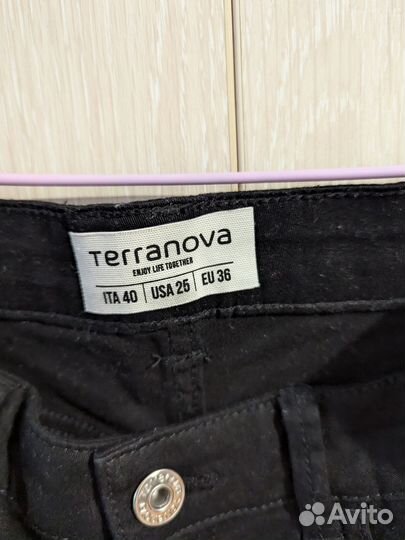 Terranova
ENJOY LIFE TOGETHER
ITA 40 | USA 25 | EU 36
Avito